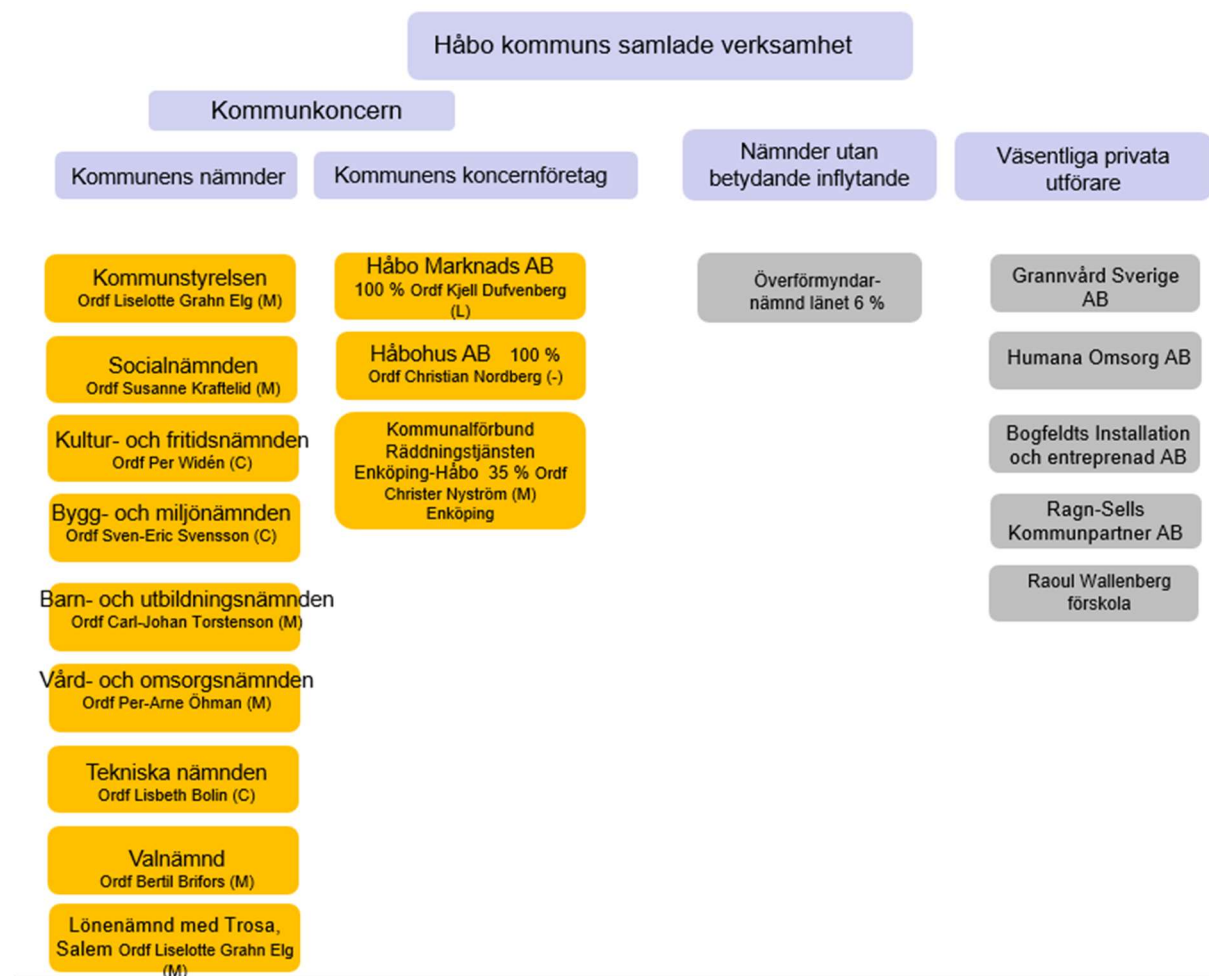 Håbo kommuns samlade verksamhet
Kommunkoncern
Kommunens nämnder
Kommunens koncernföretag
Nämnder utan
betydande inflytande
Väsentliga privata
utförare
Kommunstyrelsen
Ordf Liselotte Grahn Elg (M)
Socialnämnden
Ordf Susanne Kraftelid (M)
Kultur- och fritidsnämnden
Ordf Per Widén (C)
Bygg- och miljönämnden
Ordf Sven-Eric Svensson (C)
Barn- och utbildningsnämnden
Ordf Carl-Johan Torstenson (M)
Vård- och omsorgsnämnden
Ordf Per-Arne Öhman (M)
Tekniska nämnden
Ordf Lisbeth Bolin (C)
Valnämnd
Ordf Bertil Brifors (M)
Lönenämnd med Trosa,
Salem Ordf Liselotte Grahn Elg
(M)
Håbo Marknads AB
100 % Ordf Kjell Dufvenberg
(L)
Håbohus AB 100 %
Ordf Christian Nordberg (-)
Kommunalförbund
Räddningstjänsten
Enköping-Håbo 35 % Ordf
Christer Nyström (M)
Enköping
Överförmyndar-
nämnd länet 6 %
Grannvård Sverige
AB
Humana Omsorg AB
Bogfeldts Installation
och entreprenad AB
Ragn-Sells
Kommunpartner AB
Raoul Wallenberg
förskola